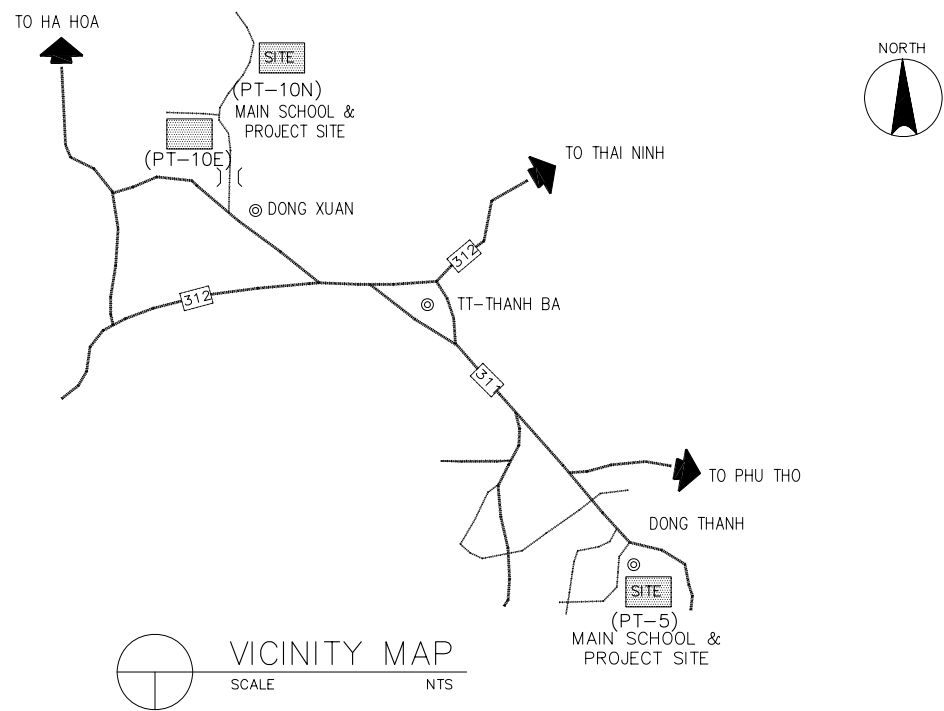 TO HA HOA
NORTH
SITE
(PT-10N)
MAIN SCHOOL &
PROJECT SITE
(PT-10E)
TO THAI NINH
DONG XUAN
312
312
TT-THANH BA
311
TO PHU THO
DONG THANH
SITE
(PT-5)
MAIN SCHOOL &
PROJECT SITE
VICINITY MAP
SCALE NTS